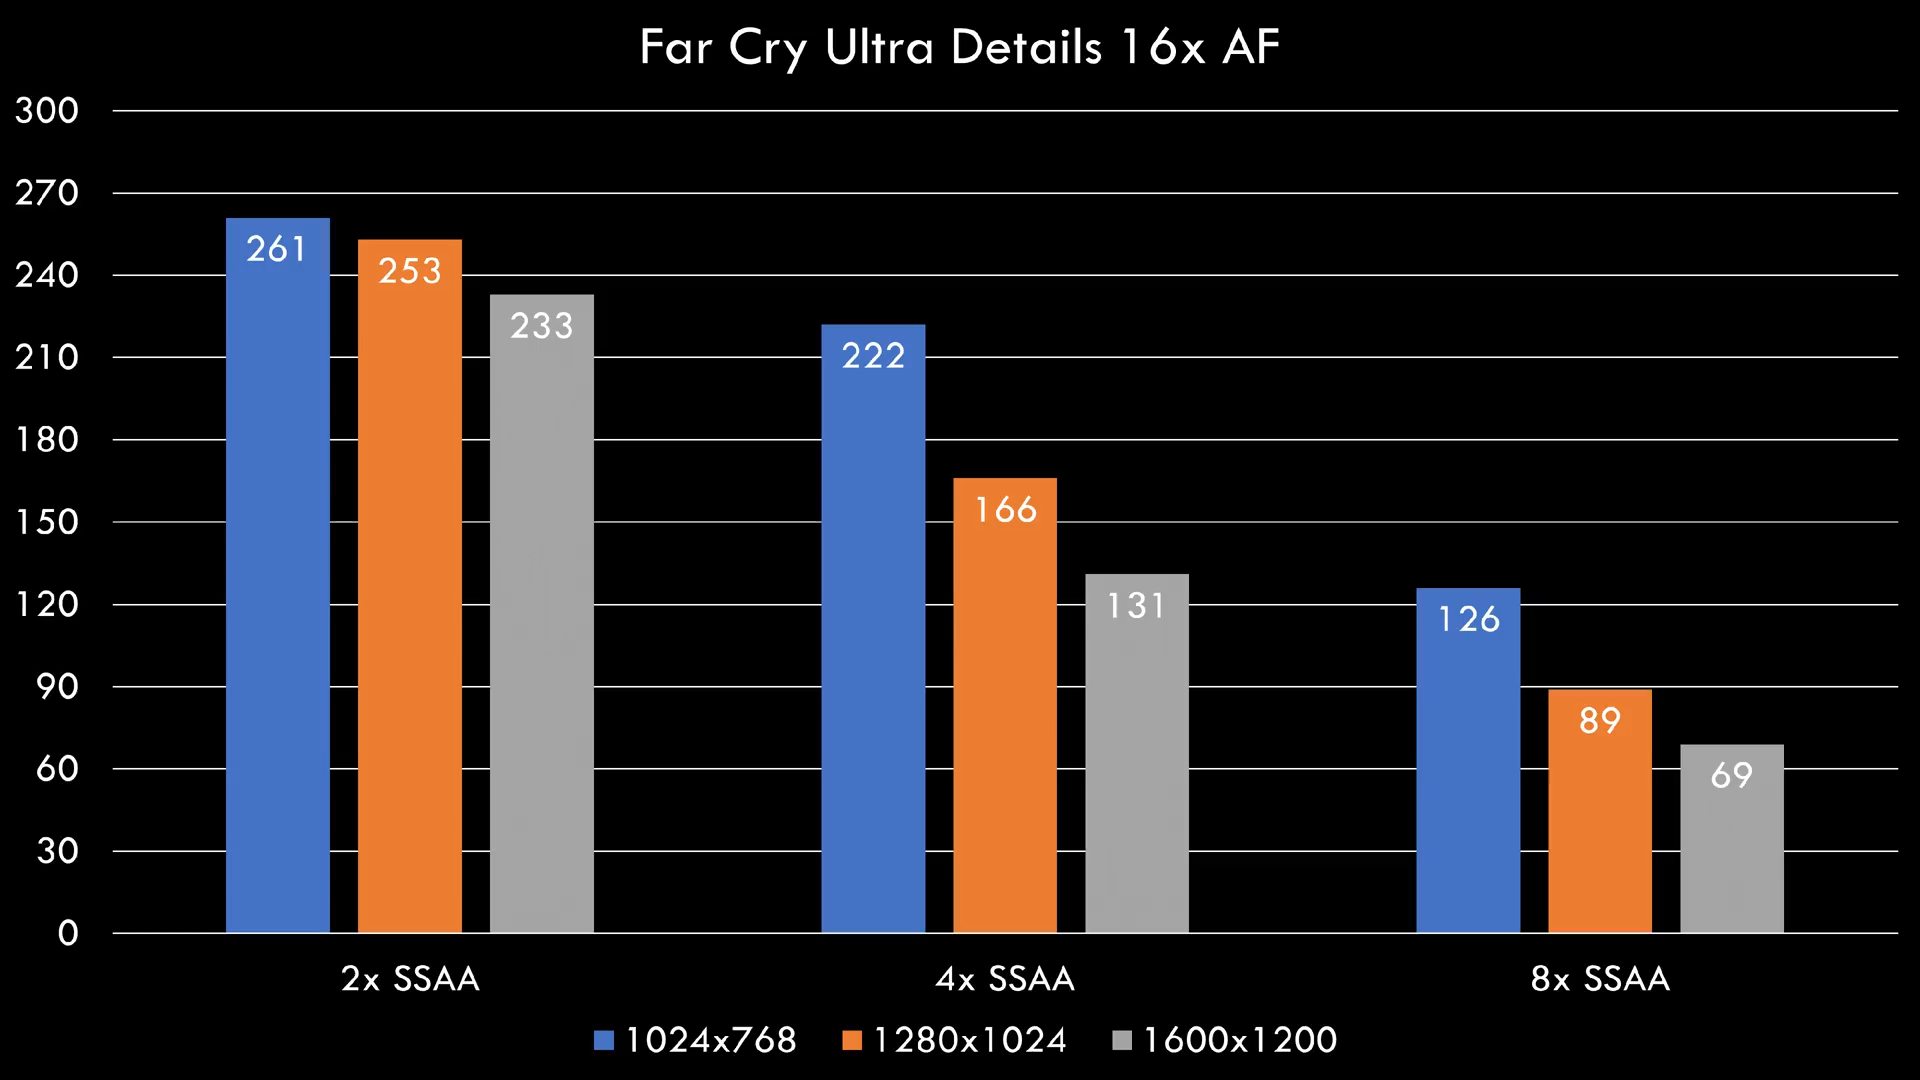 Far Cry Ultra Details 16x AF
300
270
240
210
180
150
120
90
60
30
0
261
253
233
222
166
131
126
89
69
2x SSAA
4x SSAA
8x SSAA
1024x768
1280x1024
1600x1200